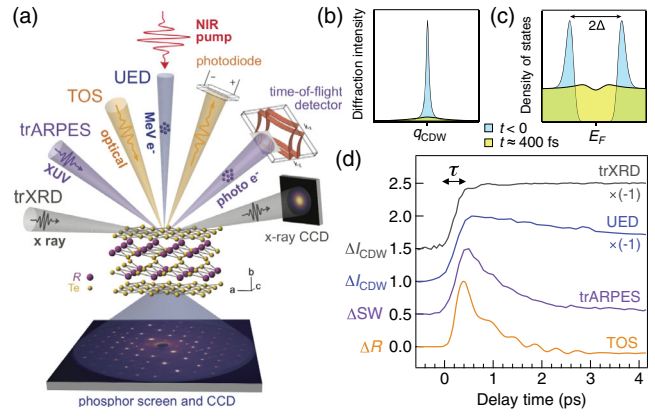 (a)
NIR
pump
UED
photodiode
− +
TOS
time-of-flight
detector
MeV e⁻
optical
trARPES
XUV
photo e⁻
trXRD
x ray
x-ray CCD
R
Te
b
a c
phosphor screen and CCD
(b)
Diffraction intensity
q_CDW
(c)
Density of states
2Δ
E_F
t < 0
t ≈ 400 fs
(d)
τ
2.5
2.0
1.5
1.0
0.5
0.0
ΔI_CDW
ΔI_CDW
ΔSW
ΔR
trXRD
×(-1)
UED
×(-1)
trARPES
TOS
0 1 2 3 4
Delay time (ps)